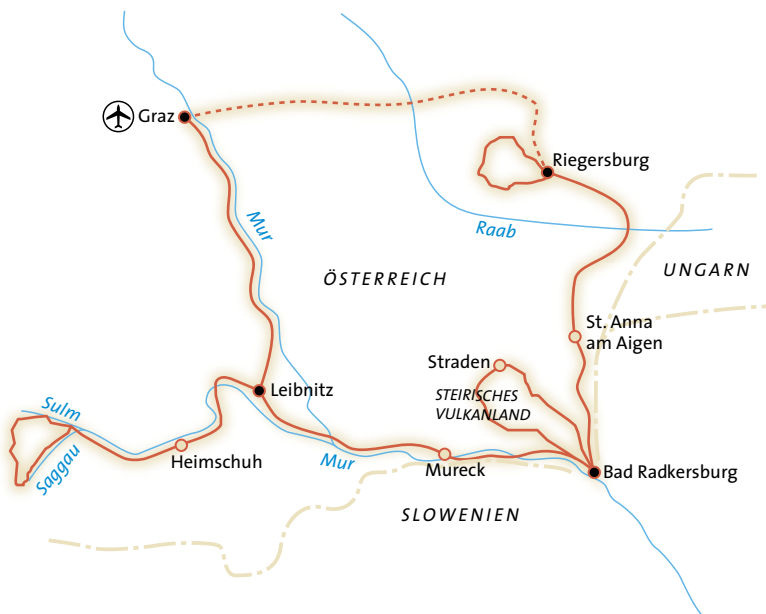 Graz
Riegersburg
Mur
Raab
UNGARN
ÖSTERREICH
St. Anna
am Aigen
Straden
Leibnitz
STEIRISCHES
VULKANLAND
Sulm
Heimschuh
Saggau
Mur
Mureck
Bad Radkersburg
SLOWENIEN